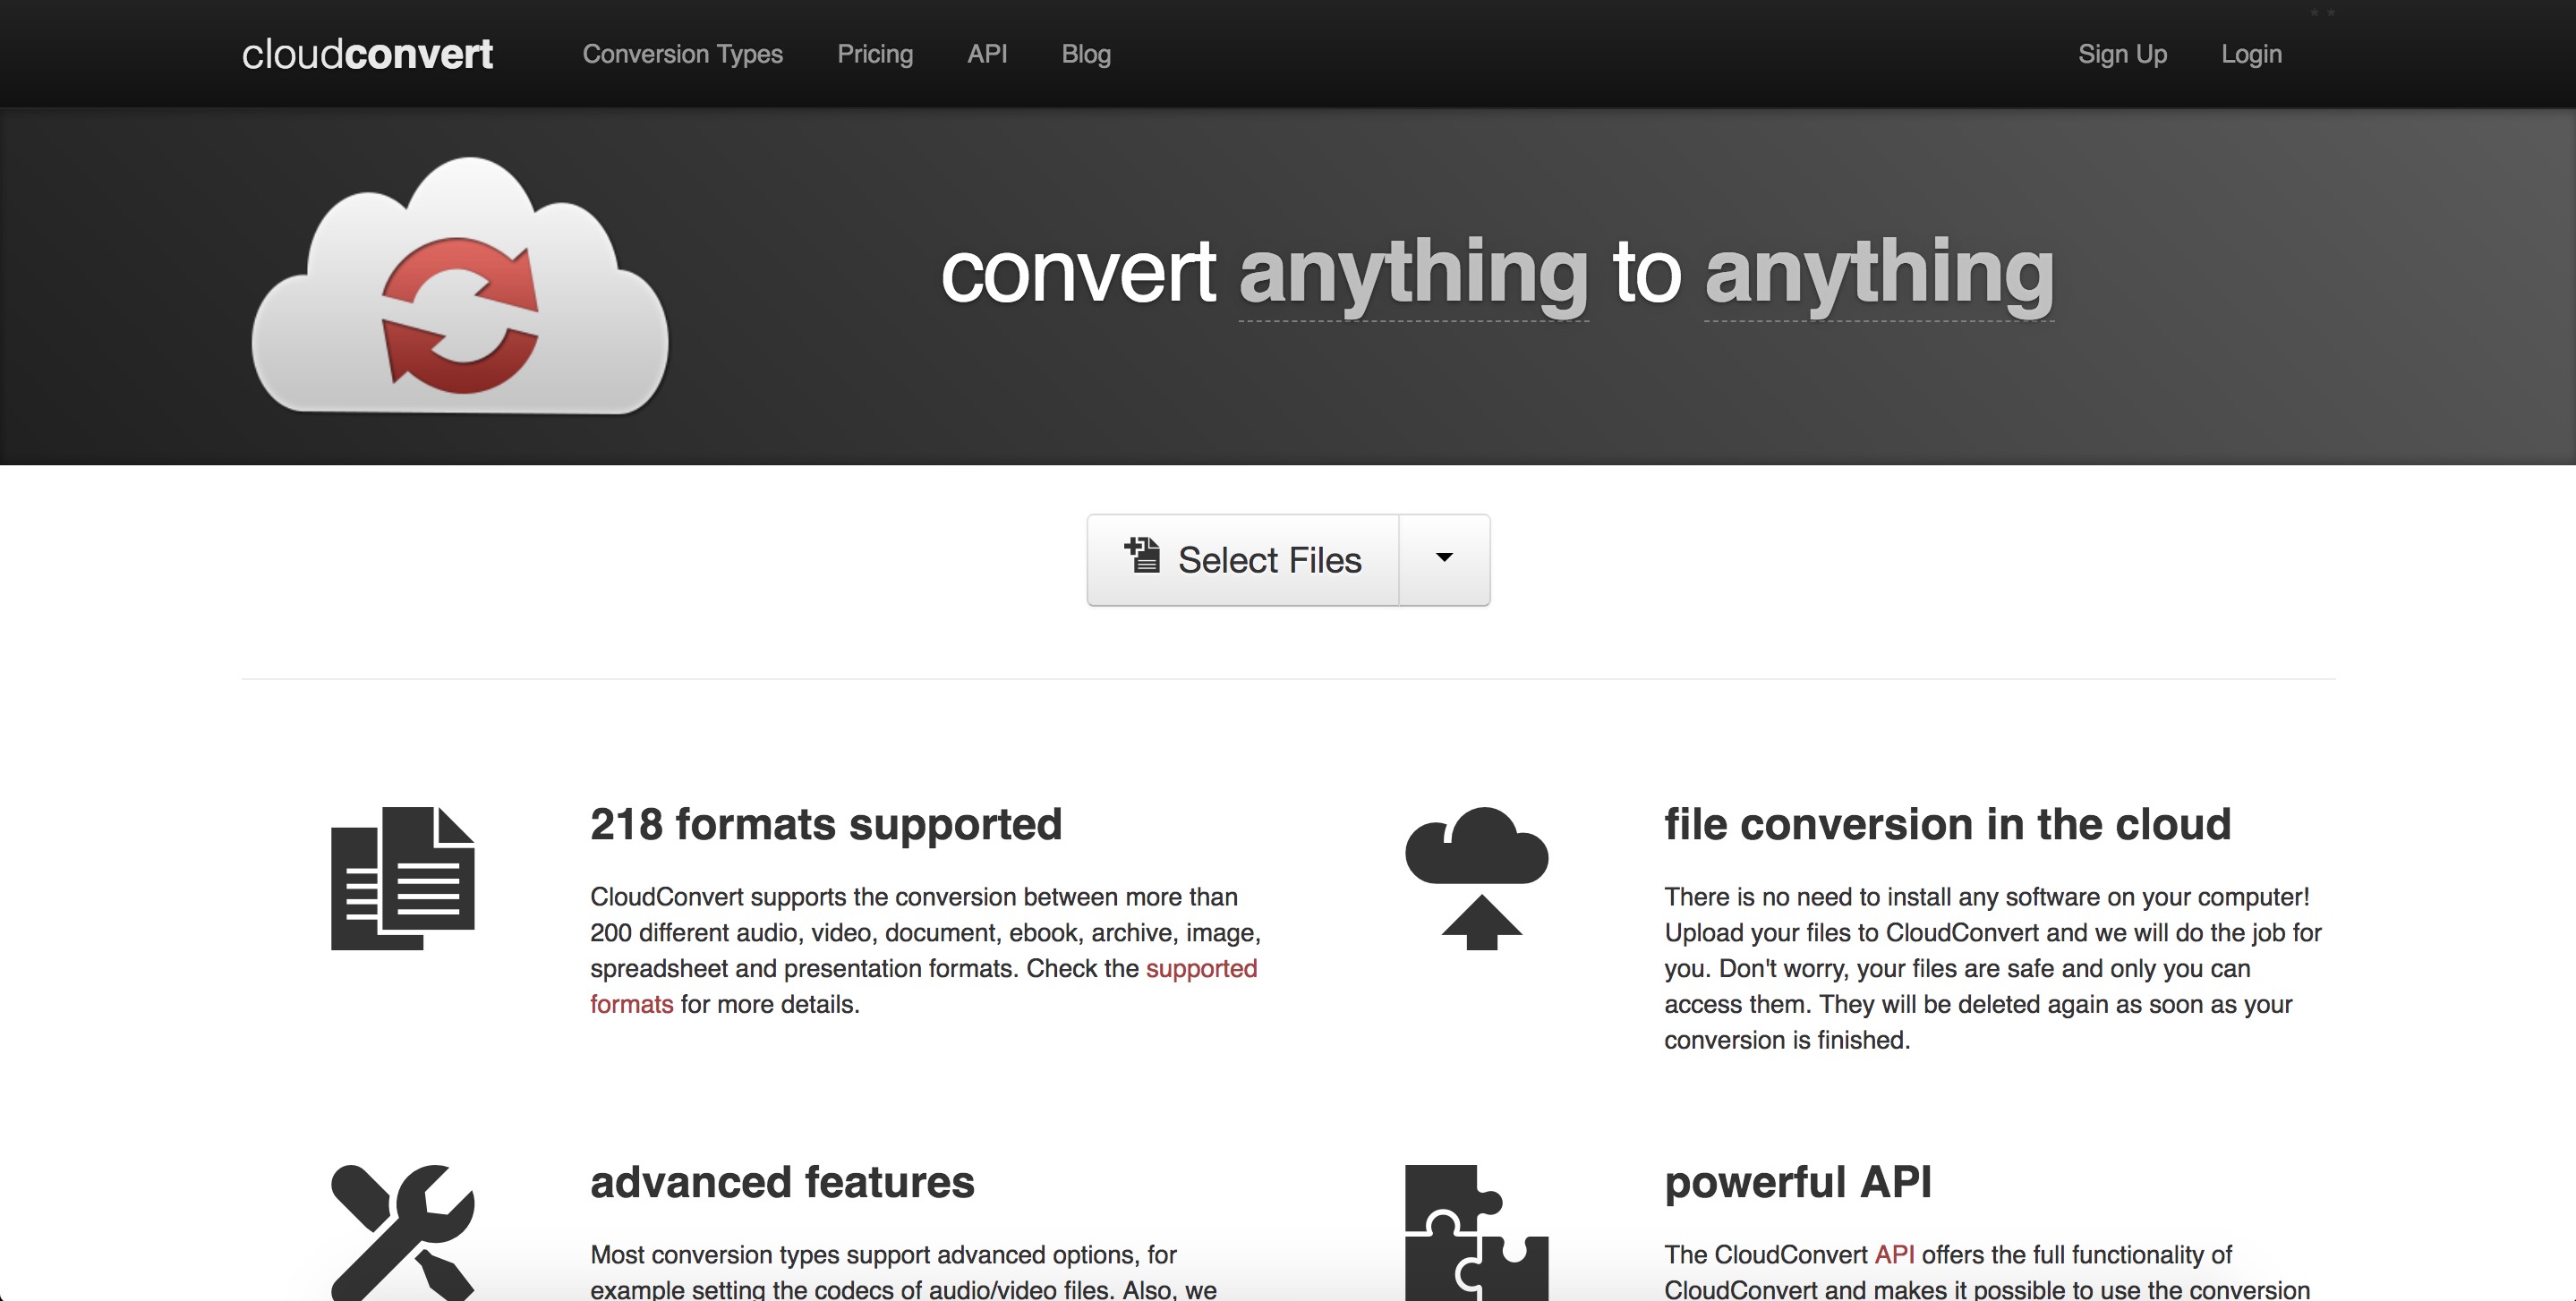 cloudconvert Conversion Types Pricing API Blog Sign Up Login
convert anything to anything
Select Files
218 formats supported
CloudConvert supports the conversion between more than
200 different audio, video, document, ebook, archive, image,
spreadsheet and presentation formats. Check the supported
formats for more details.
file conversion in the cloud
There is no need to install any software on your computer!
Upload your files to CloudConvert and we will do the job for
you. Don't worry, your files are safe and only you can
access them. They will be deleted again as soon as your
conversion is finished.
advanced features
Most conversion types support advanced options, for
example setting the codecs of audio/video files. Also, we
powerful API
The CloudConvert API offers the full functionality of
CloudConvert and makes it possible to use the conversion